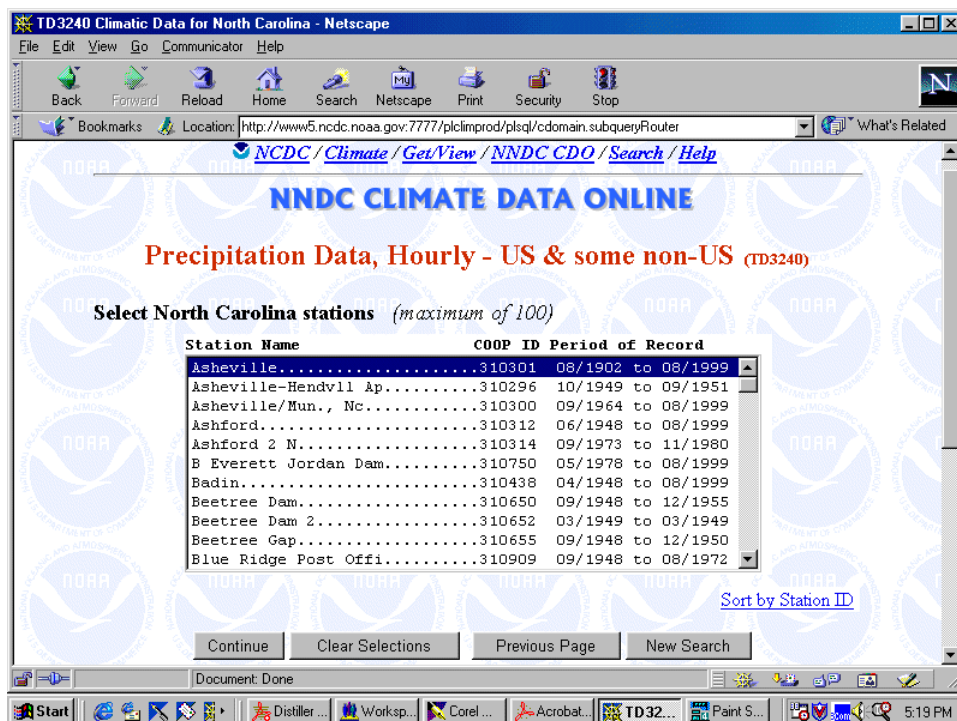 TD3240 Climatic Data for North Carolina - Netscape
File Edit View Go Communicator Help
Back Forward Reload Home Search Netscape Print Security Stop
My
N
Bookmarks Location: http://www5.ncdc.noaa.gov:7777/plclimprod/plsql/cdomain.subqueryRouter What's Related
NCDC / Climate / Get/View / NNDC CDO / Search / Help
NNDC CLIMATE DATA ONLINE
Precipitation Data, Hourly - US & some non-US (TD3240)
Select North Carolina stations (maximum of 100)
Station Name COOP ID Period of Record
Asheville.....................310301 08/1902 to 08/1999
Asheville-Hendvll Ap..........310296 10/1949 to 09/1951
Asheville/Mun., Nc............310300 09/1964 to 08/1999
Ashford.......................310312 06/1948 to 08/1999
Ashford 2 N...................310314 09/1973 to 11/1980
B Everett Jordan Dam..........310750 05/1978 to 08/1999
Badin.........................310438 04/1948 to 08/1999
Beetree Dam...................310650 09/1948 to 12/1955
Beetree Dam 2.................310652 03/1949 to 03/1949
Beetree Gap...................310655 09/1948 to 12/1950
Blue Ridge Post Offi..........310909 09/1948 to 08/1972
Sort by Station ID
Continue Clear Selections Previous Page New Search
Document: Done
Start Distiller ... Worksp... Corel ... Acrobat... TD32... Paint S... 5:19 PM